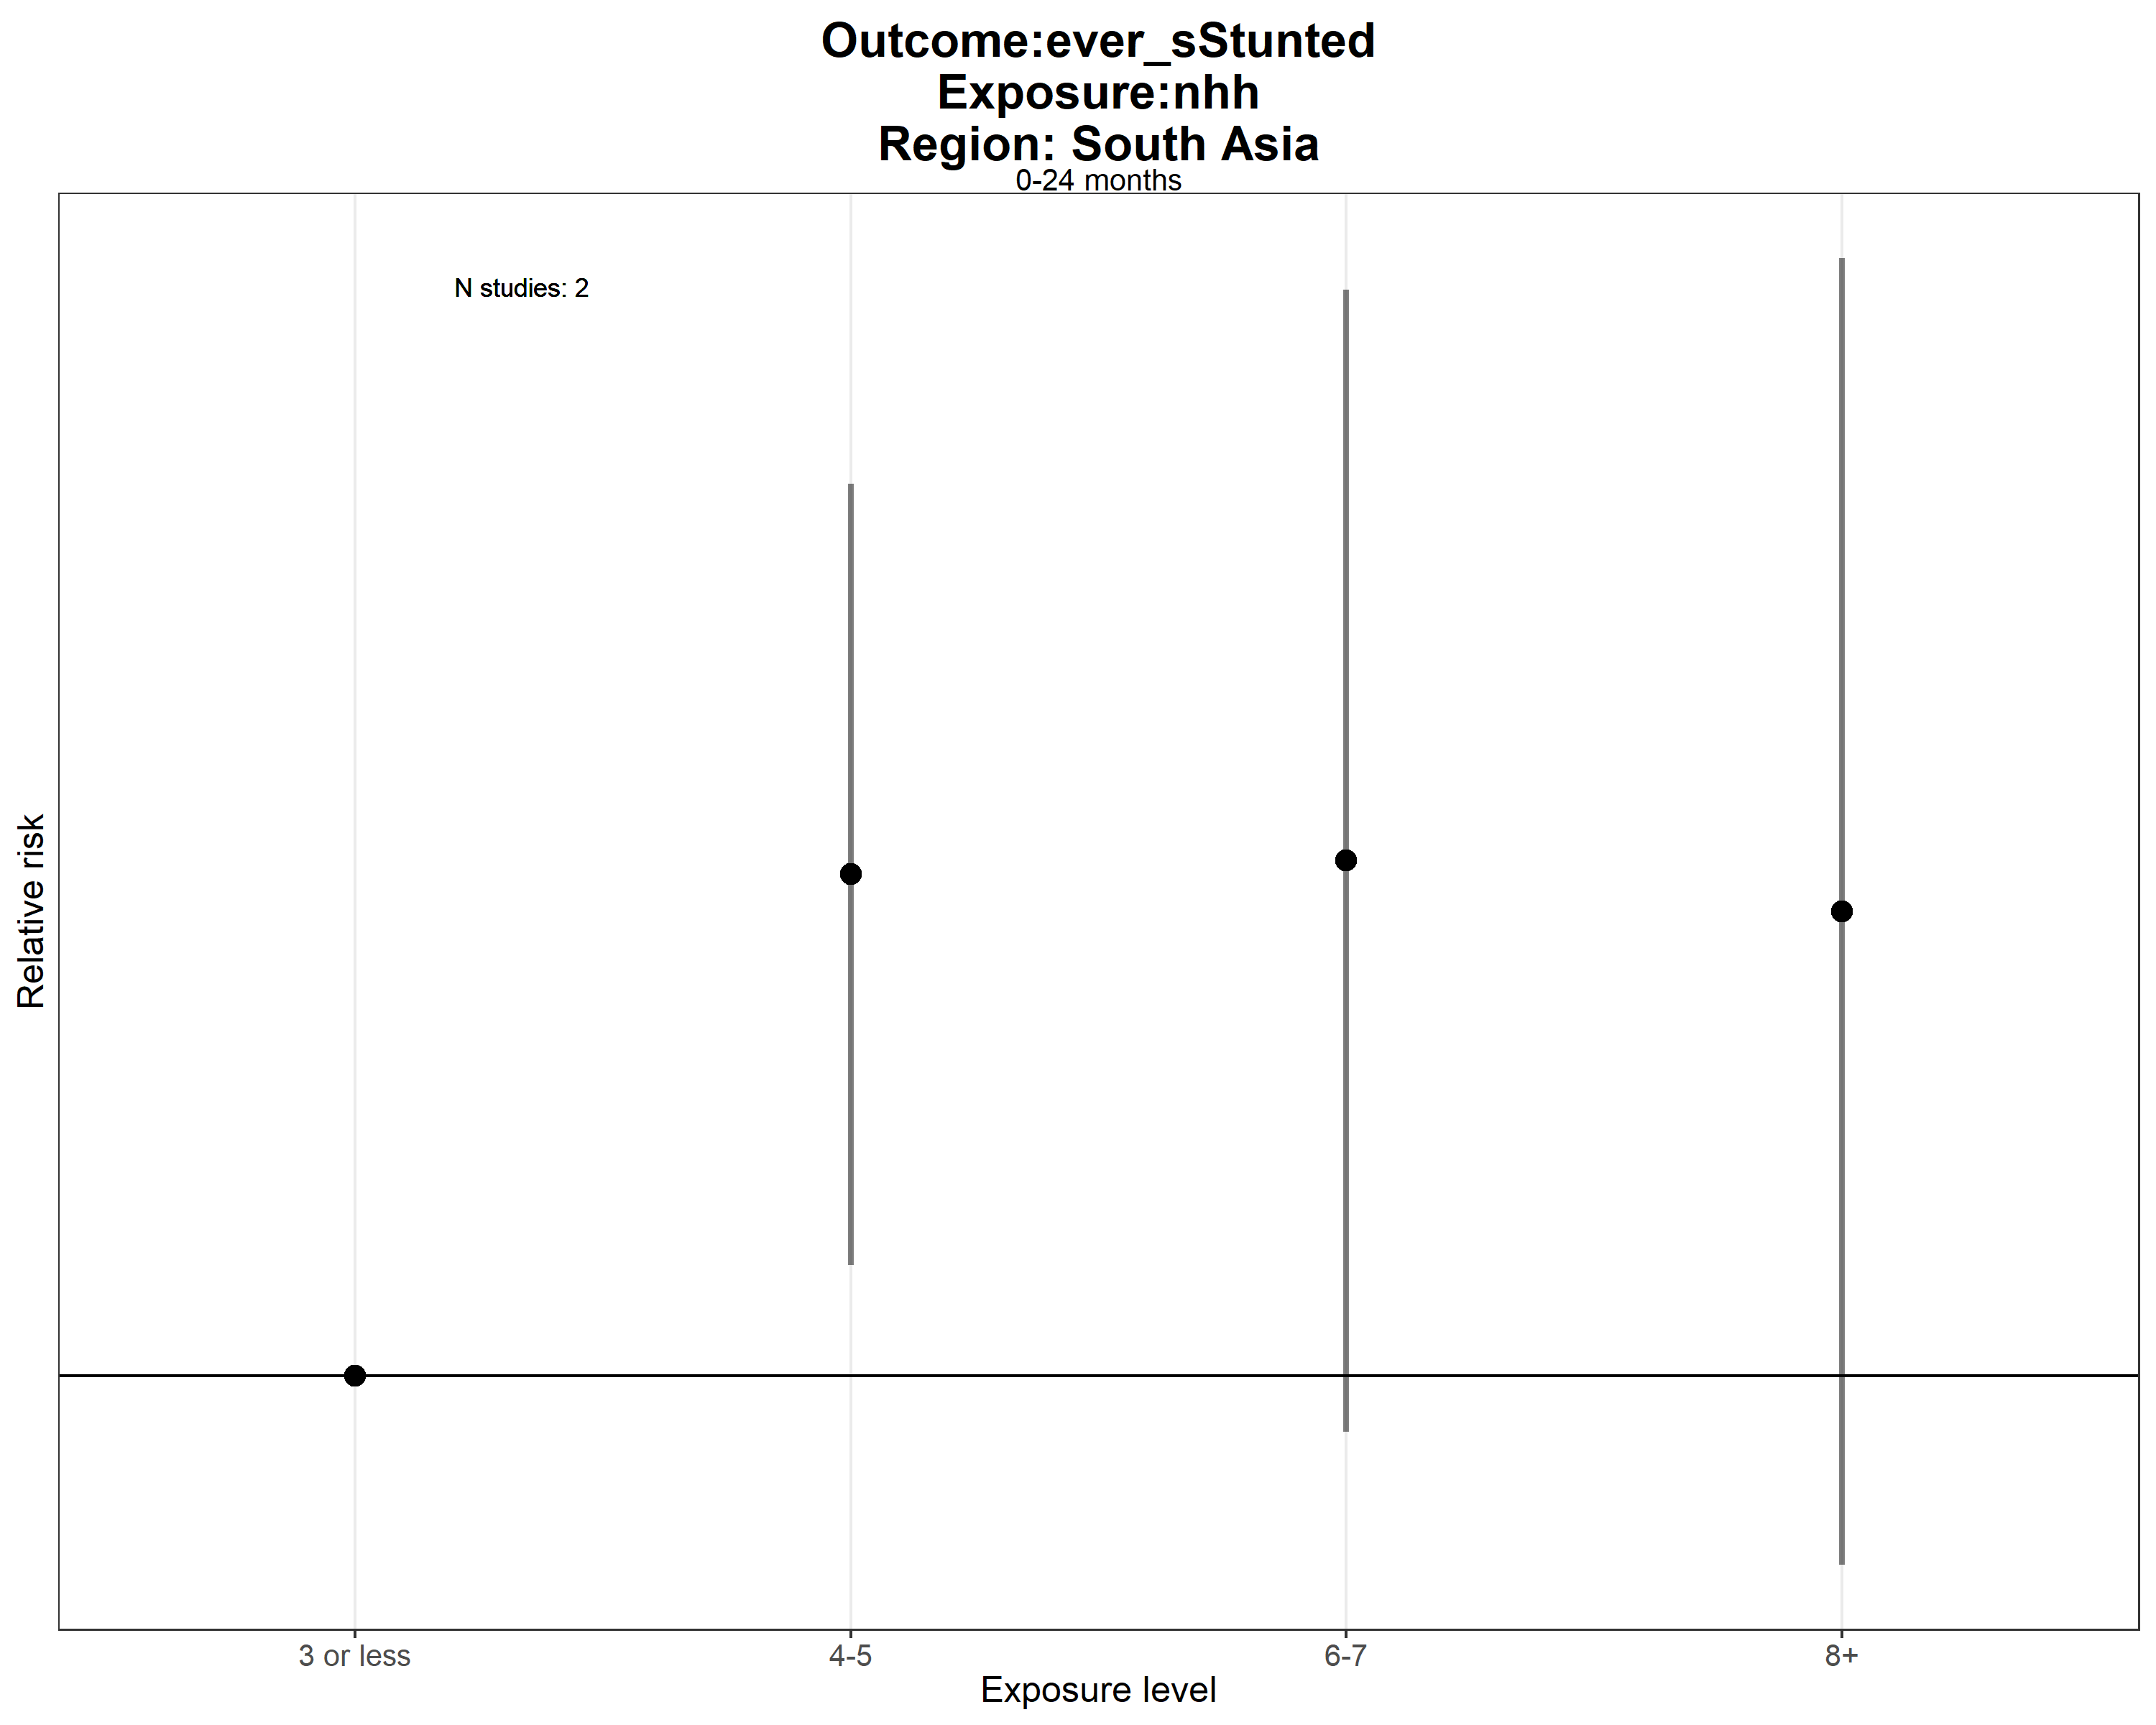 Outcome:ever_sStunted
Exposure:nhh
Region: South Asia
0-24 months
N studies: 2
Relative risk
3 or less
4-5
6-7
8+
Exposure level